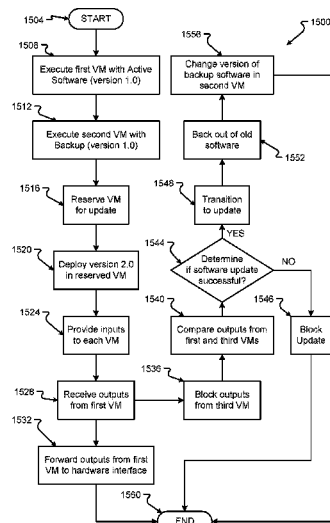 1504
START
1500
1508
Execute first VM with Active
Software (version 1.0)
1512
Execute second VM with
Backup (version 1.0)
1516
Reserve VM
for update
1520
Deploy version 2.0
in reserved VM
1524
Provide inputs
to each VM
1528
Receive outputs
from first VM
1532
Forward outputs from first
VM to hardware interface
1536
Block outputs
from third VM
1540
Compare outputs from
first and third VMs
1544
Determine
if software update
successful?
YES
NO
1546
Block
Update
1548
Transition
to update
1552
Back out of old
software
1556
Change version of
backup software in
second VM
1560
END